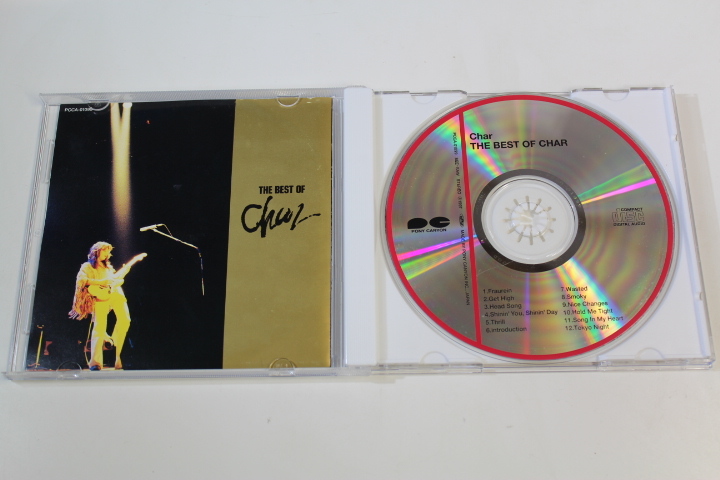 THE BEST OF
Char
Char
THE BEST OF CHAR
PONY CANYON
COMPACT
DIGITAL AUDIO
1.Fraulein
2.Get High
3.Head Song
4.Shinin' You, Shinin' Day
5.Thrill
6.Introduction
7.Wasted
8.Smoky
9.Nice Changes
10.Hold Me Tight
11.Song In My Heart
12.Tokyo Night